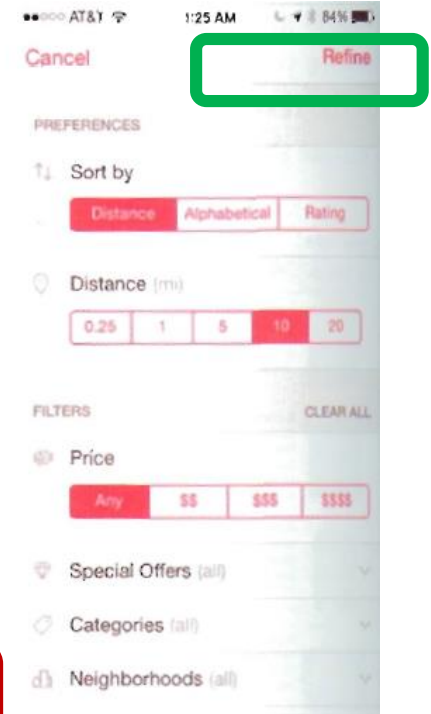 AT&T 1:25 AM 84%
Cancel Refine
PREFERENCES
Sort by
Distance Alphabetical Rating
Distance (mi)
0.25 1 5 10 20
FILTERS CLEAR ALL
Price
Any $$ $$$ $$$$
Special Offers (all)
Categories (all)
Neighborhoods (all)